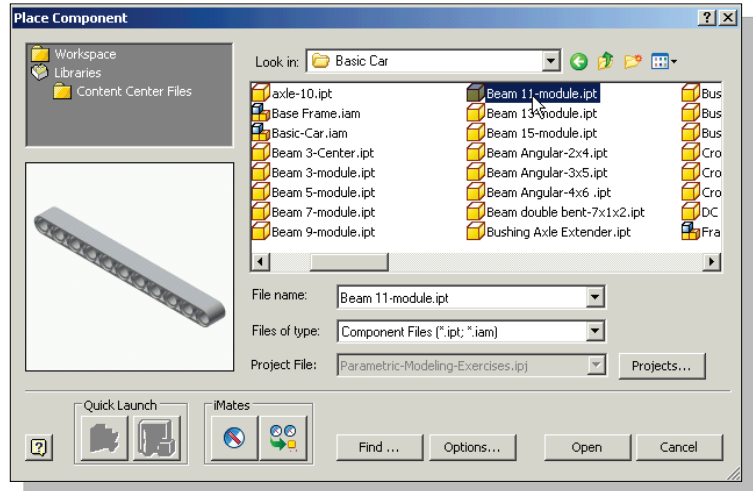 Place Component
Workspace
Libraries
Content Center Files
Look in: Basic Car
axle-10.ipt
Base Frame.iam
Basic-Car.iam
Beam 3-Center.ipt
Beam 3-module.ipt
Beam 5-module.ipt
Beam 7-module.ipt
Beam 9-module.ipt
Beam 11-module.ipt
Beam 13-module.ipt
Beam 15-module.ipt
Beam Angular-2x4.ipt
Beam Angular-3x5.ipt
Beam Angular-4x6 .ipt
Beam double bent-7x1x2.ipt
Bushing Axle Extender.ipt
Bus
Bus
Bus
Cro
Cro
Cro
DC
Fra
File name: Beam 11-module.ipt
Files of type: Component Files (*.ipt; *.iam)
Project File: Parametric-Modeling-Exercises.ipj Projects...
Quick Launch iMates
Find ... Options... Open Cancel